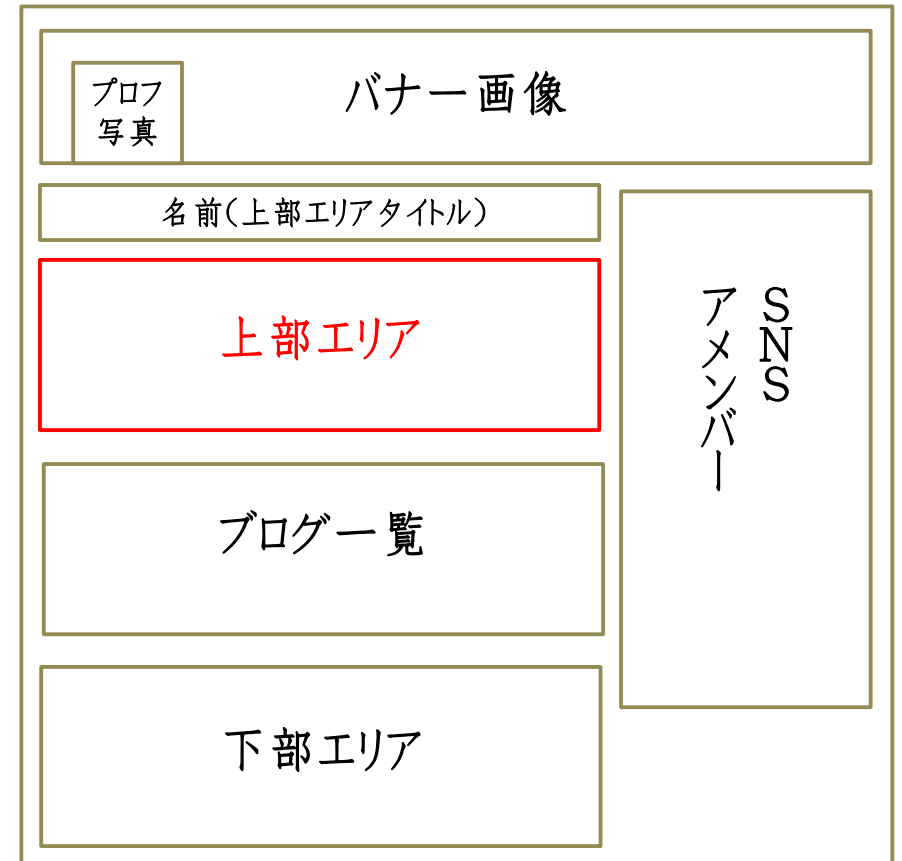 プロフ
写真
バナー画像
名前(上部エリアタイトル)
上部エリア
SNS
アメンバー
ブログ一覧
下部エリア